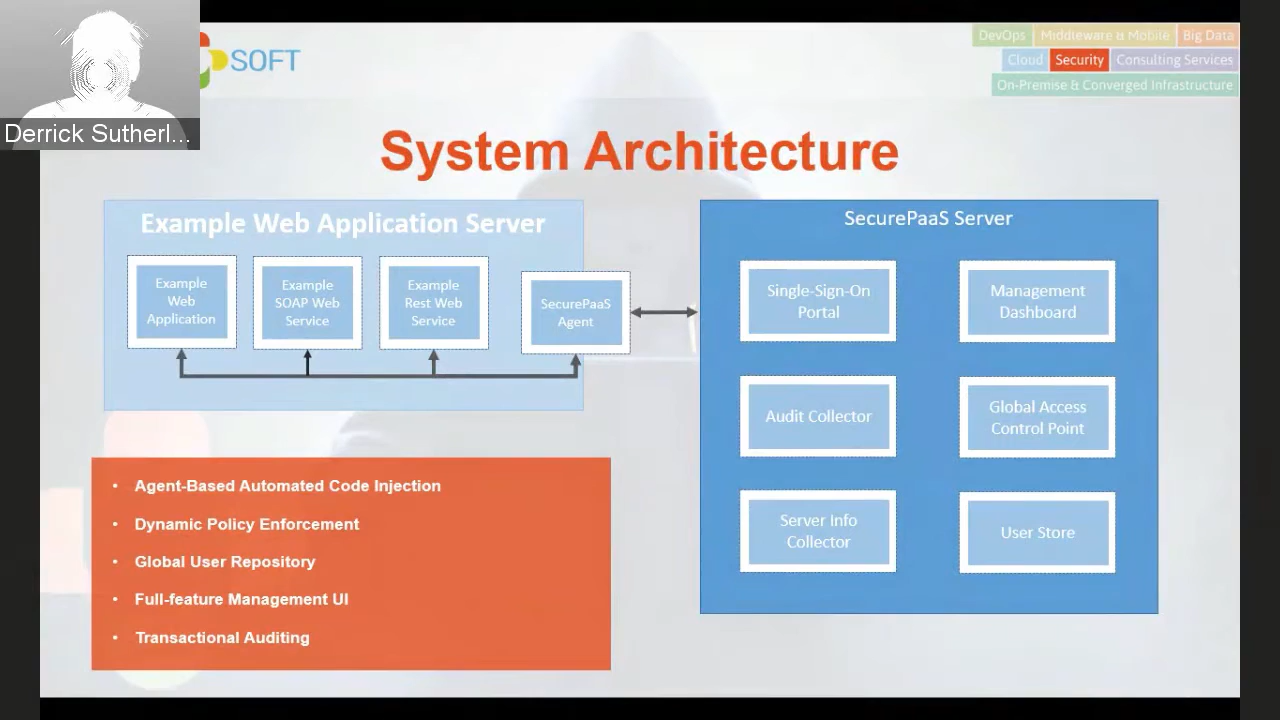 Derrick Sutherl...
SOFT
DevOps Middleware & Mobile Big Data
Cloud Security Consulting Services
On-Premise & Converged Infrastructure
System Architecture
Example Web Application Server
Example
Web
Application
Example
SOAP Web
Service
Example
Rest Web
Service
SecurePaaS
Agent
SecurePaaS Server
Single-Sign-On
Portal
Management
Dashboard
Audit Collector
Global Access
Control Point
Server Info
Collector
User Store
• Agent-Based Automated Code Injection
• Dynamic Policy Enforcement
• Global User Repository
• Full-feature Management UI
• Transactional Auditing